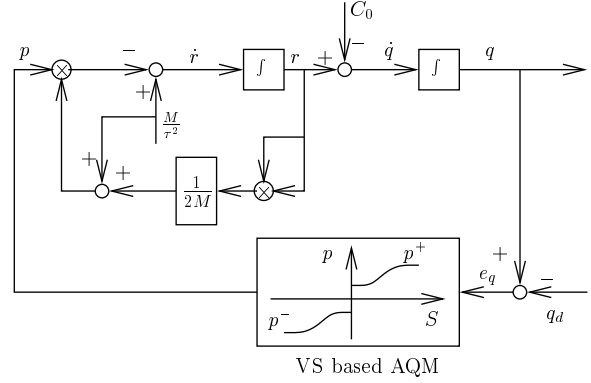 C₀
p − ṙ r + − q̇ q
∫ ∫
+ M/τ²
+ +
1/2M
p p⁺ + −
e_q
p⁻ S q_d
VS based AQM